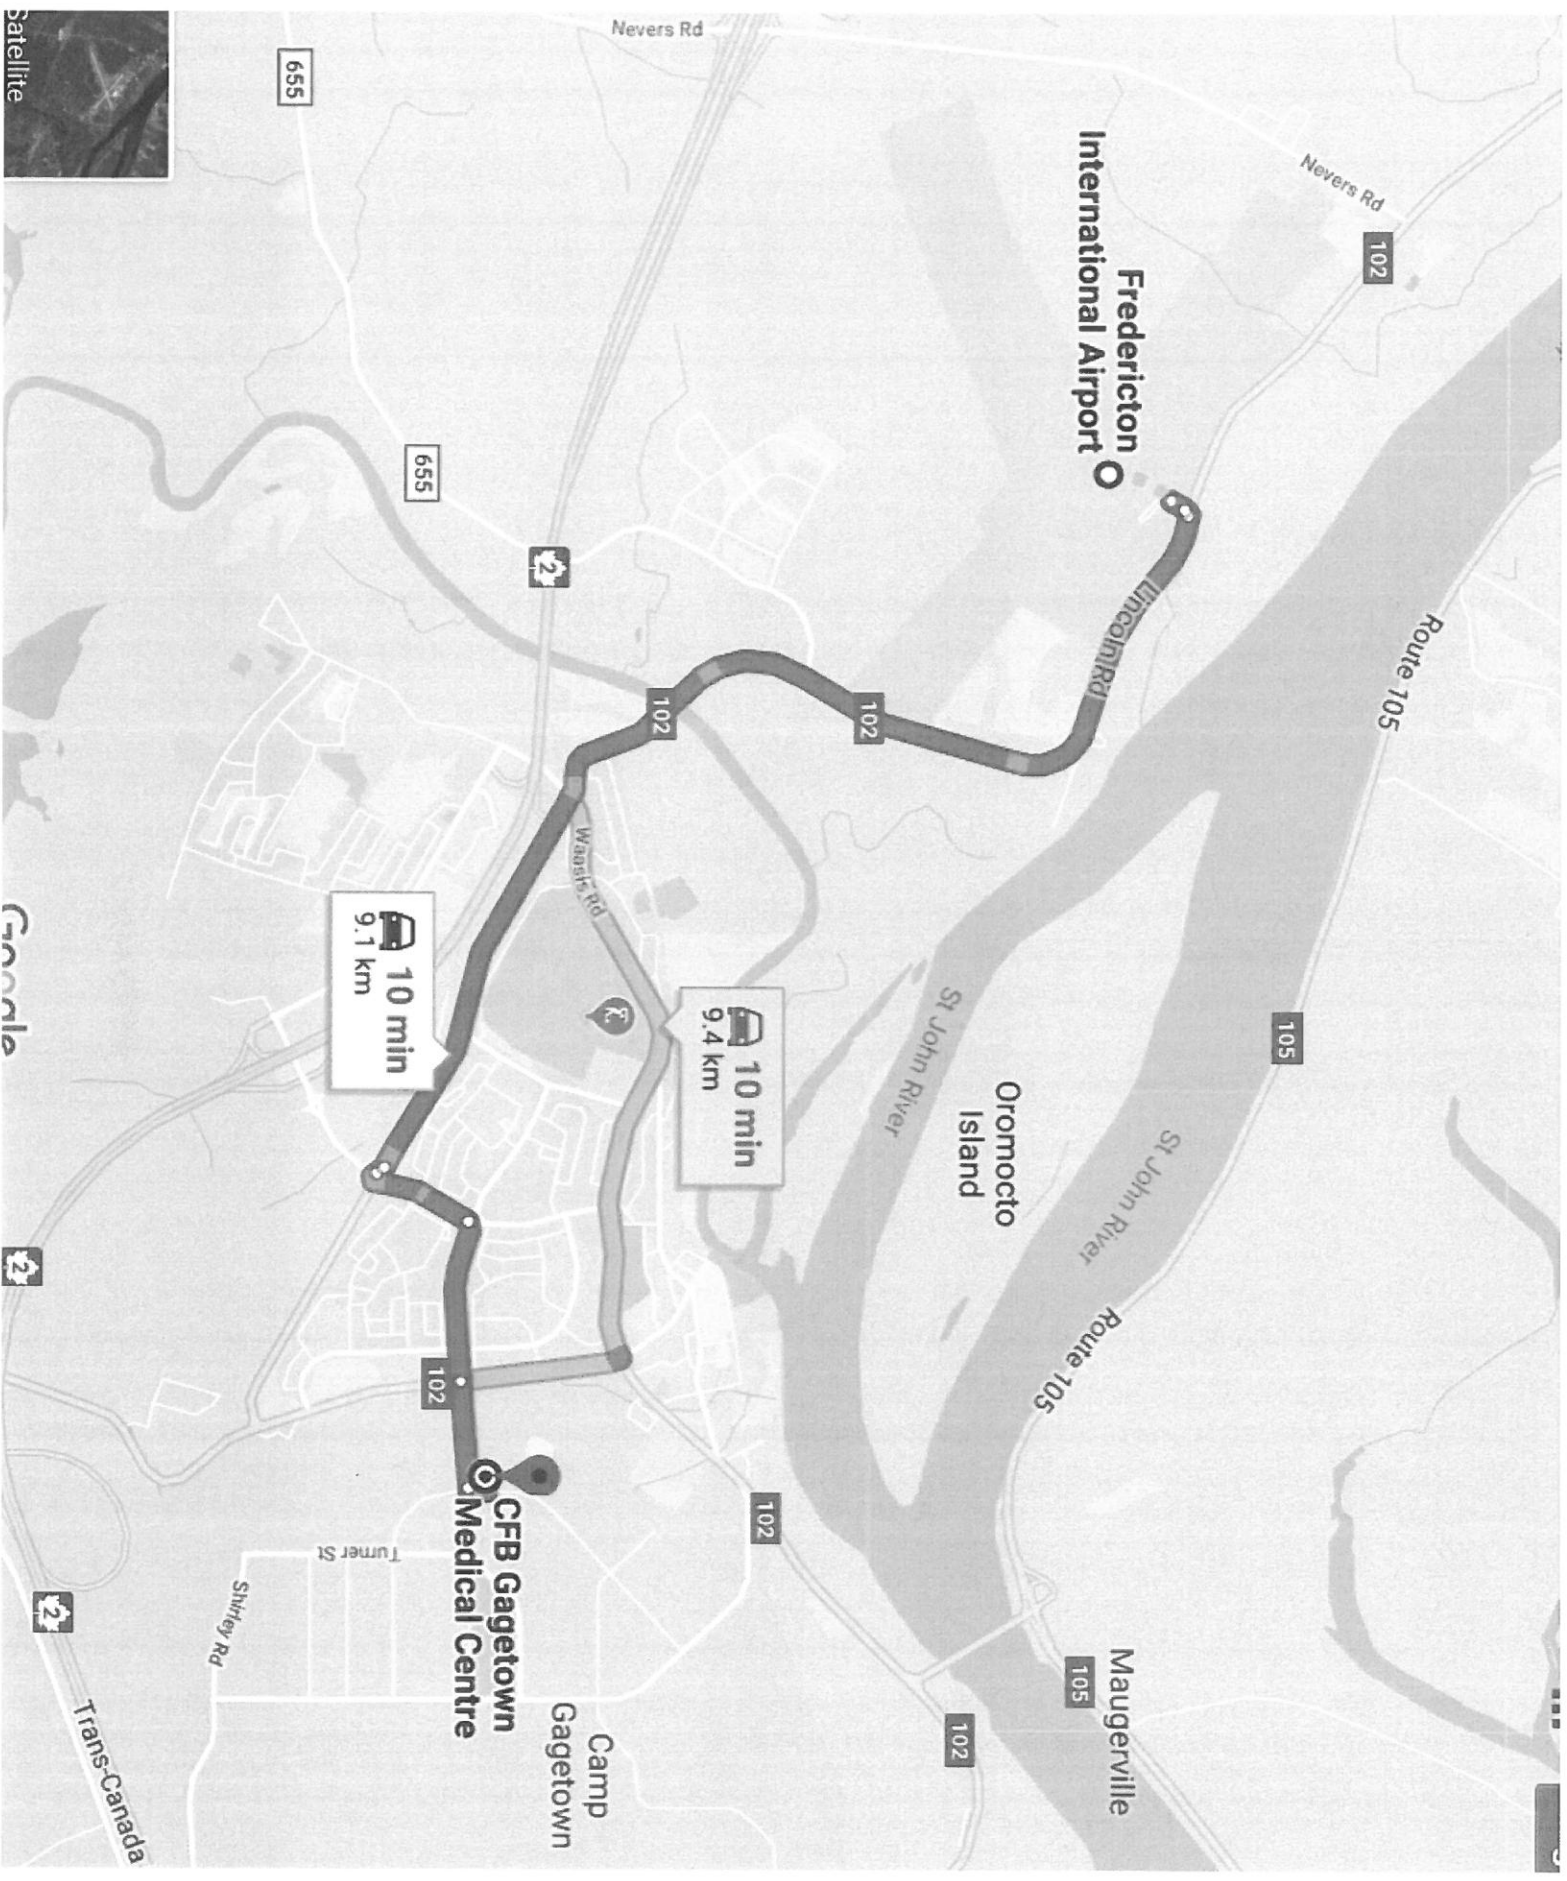 Nevers Rd
655
Satellite
Nevers Rd
102
Fredericton
International Airport
655
2
Lincoln Rd
Route 105
102
102
Waasis Rd
10 min
9.1 km
10 min
9.4 km
St John River
105
Oromocto
Island
St John River
Google
2
Route 105
102
102
CFB Gagetown
Medical Centre
Turner St
Shirley Rd
2
Camp
Gagetown
105
Maugerville
102
Trans-Canada